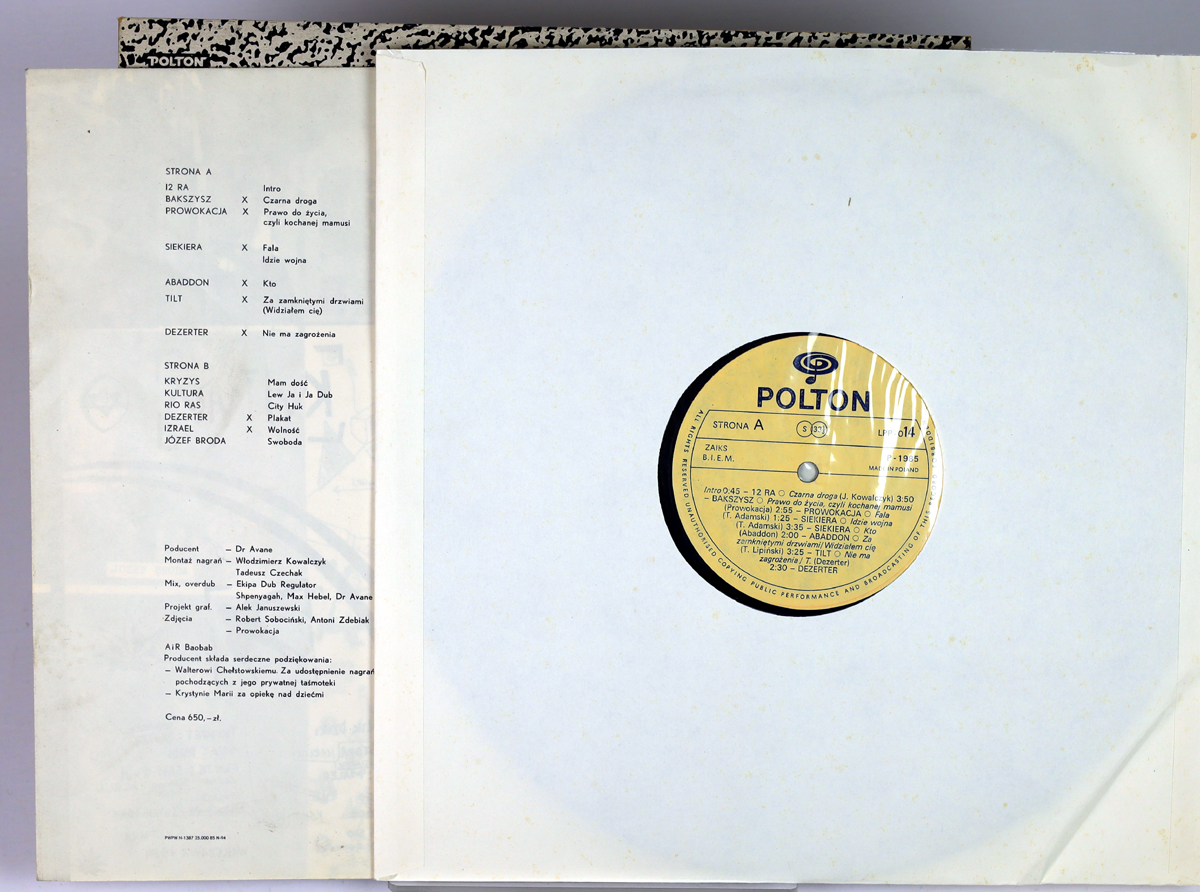 POLTON
STRONA A
12 RA Intro
BAKSZYSZ X Czarna droga
PROWOKACJA X Prawo do życia,
czyli kochanej mamusi
SIEKIERA X Fala
Idzie wojna
ABADDON X Kto
TILT X Za zamkniętymi drzwiami
(Widziałem cię)
DEZERTER X Nie ma zagrożenia
STRONA B
KRYZYS Mam dość
KULTURA Lew Ja i Ja Dub
RIO RAS City Huk
DEZERTER X Plakat
IZRAEL X Wolność
JÓZEF BRODA Swoboda
Poducent — Dr Avane
Montaż nagrań — Włodzimierz Kowalczyk
Tadeusz Czechak
Mix, overdub — Ekipa Dub Regulator
Shpenyagah, Max Hebel, Dr Avane
Projekt graf. — Alek Januszewski
Zdjęcia — Robert Sobociński, Antoni Zdebiak
— Prowokacja
AiR Baobab
Producent składa serdeczne podziękowania:
— Walterowi Chełstowskiemu. Za udostępnienie nagrań
pochodzących z jego prywatnej taśmoteki
— Krystynie Marii za opiekę nad dziećmi
Cena 650,—zł.
PWPW N-1387 25.000 85 N-94
POLTON
STRONA A S 33
014
ZAIKS
B.I.E.M.
P-1985
MADE IN POLAND
Intro 0:45 – 12 RA ○ Czarna droga (J. Kowalczyk) 3:50
– BAKSZYSZ ○ Prawo do życia, czyli kochanej mamusi
(Prowokacja) 2:55 – PROWOKACJA ○ Fala
(T. Adamski) 1:25 – SIEKIERA ○ Idzie wojna
(T. Adamski) 3:35 – SIEKIERA ○ Kto
(Abaddon) 2:00 – ABADDON ○ Za
zamkniętymi drzwiami/Widziałem cię
(T. Lipiński) 3:25 – TILT ○ Nie ma
zagrożenia / T. (Dezerter)
2:30 – DEZERTER
ALL RIGHTS RESERVED UNAUTHORIZED COPYING PUBLIC PERFORMANCE AND BROADCASTING OF THIS